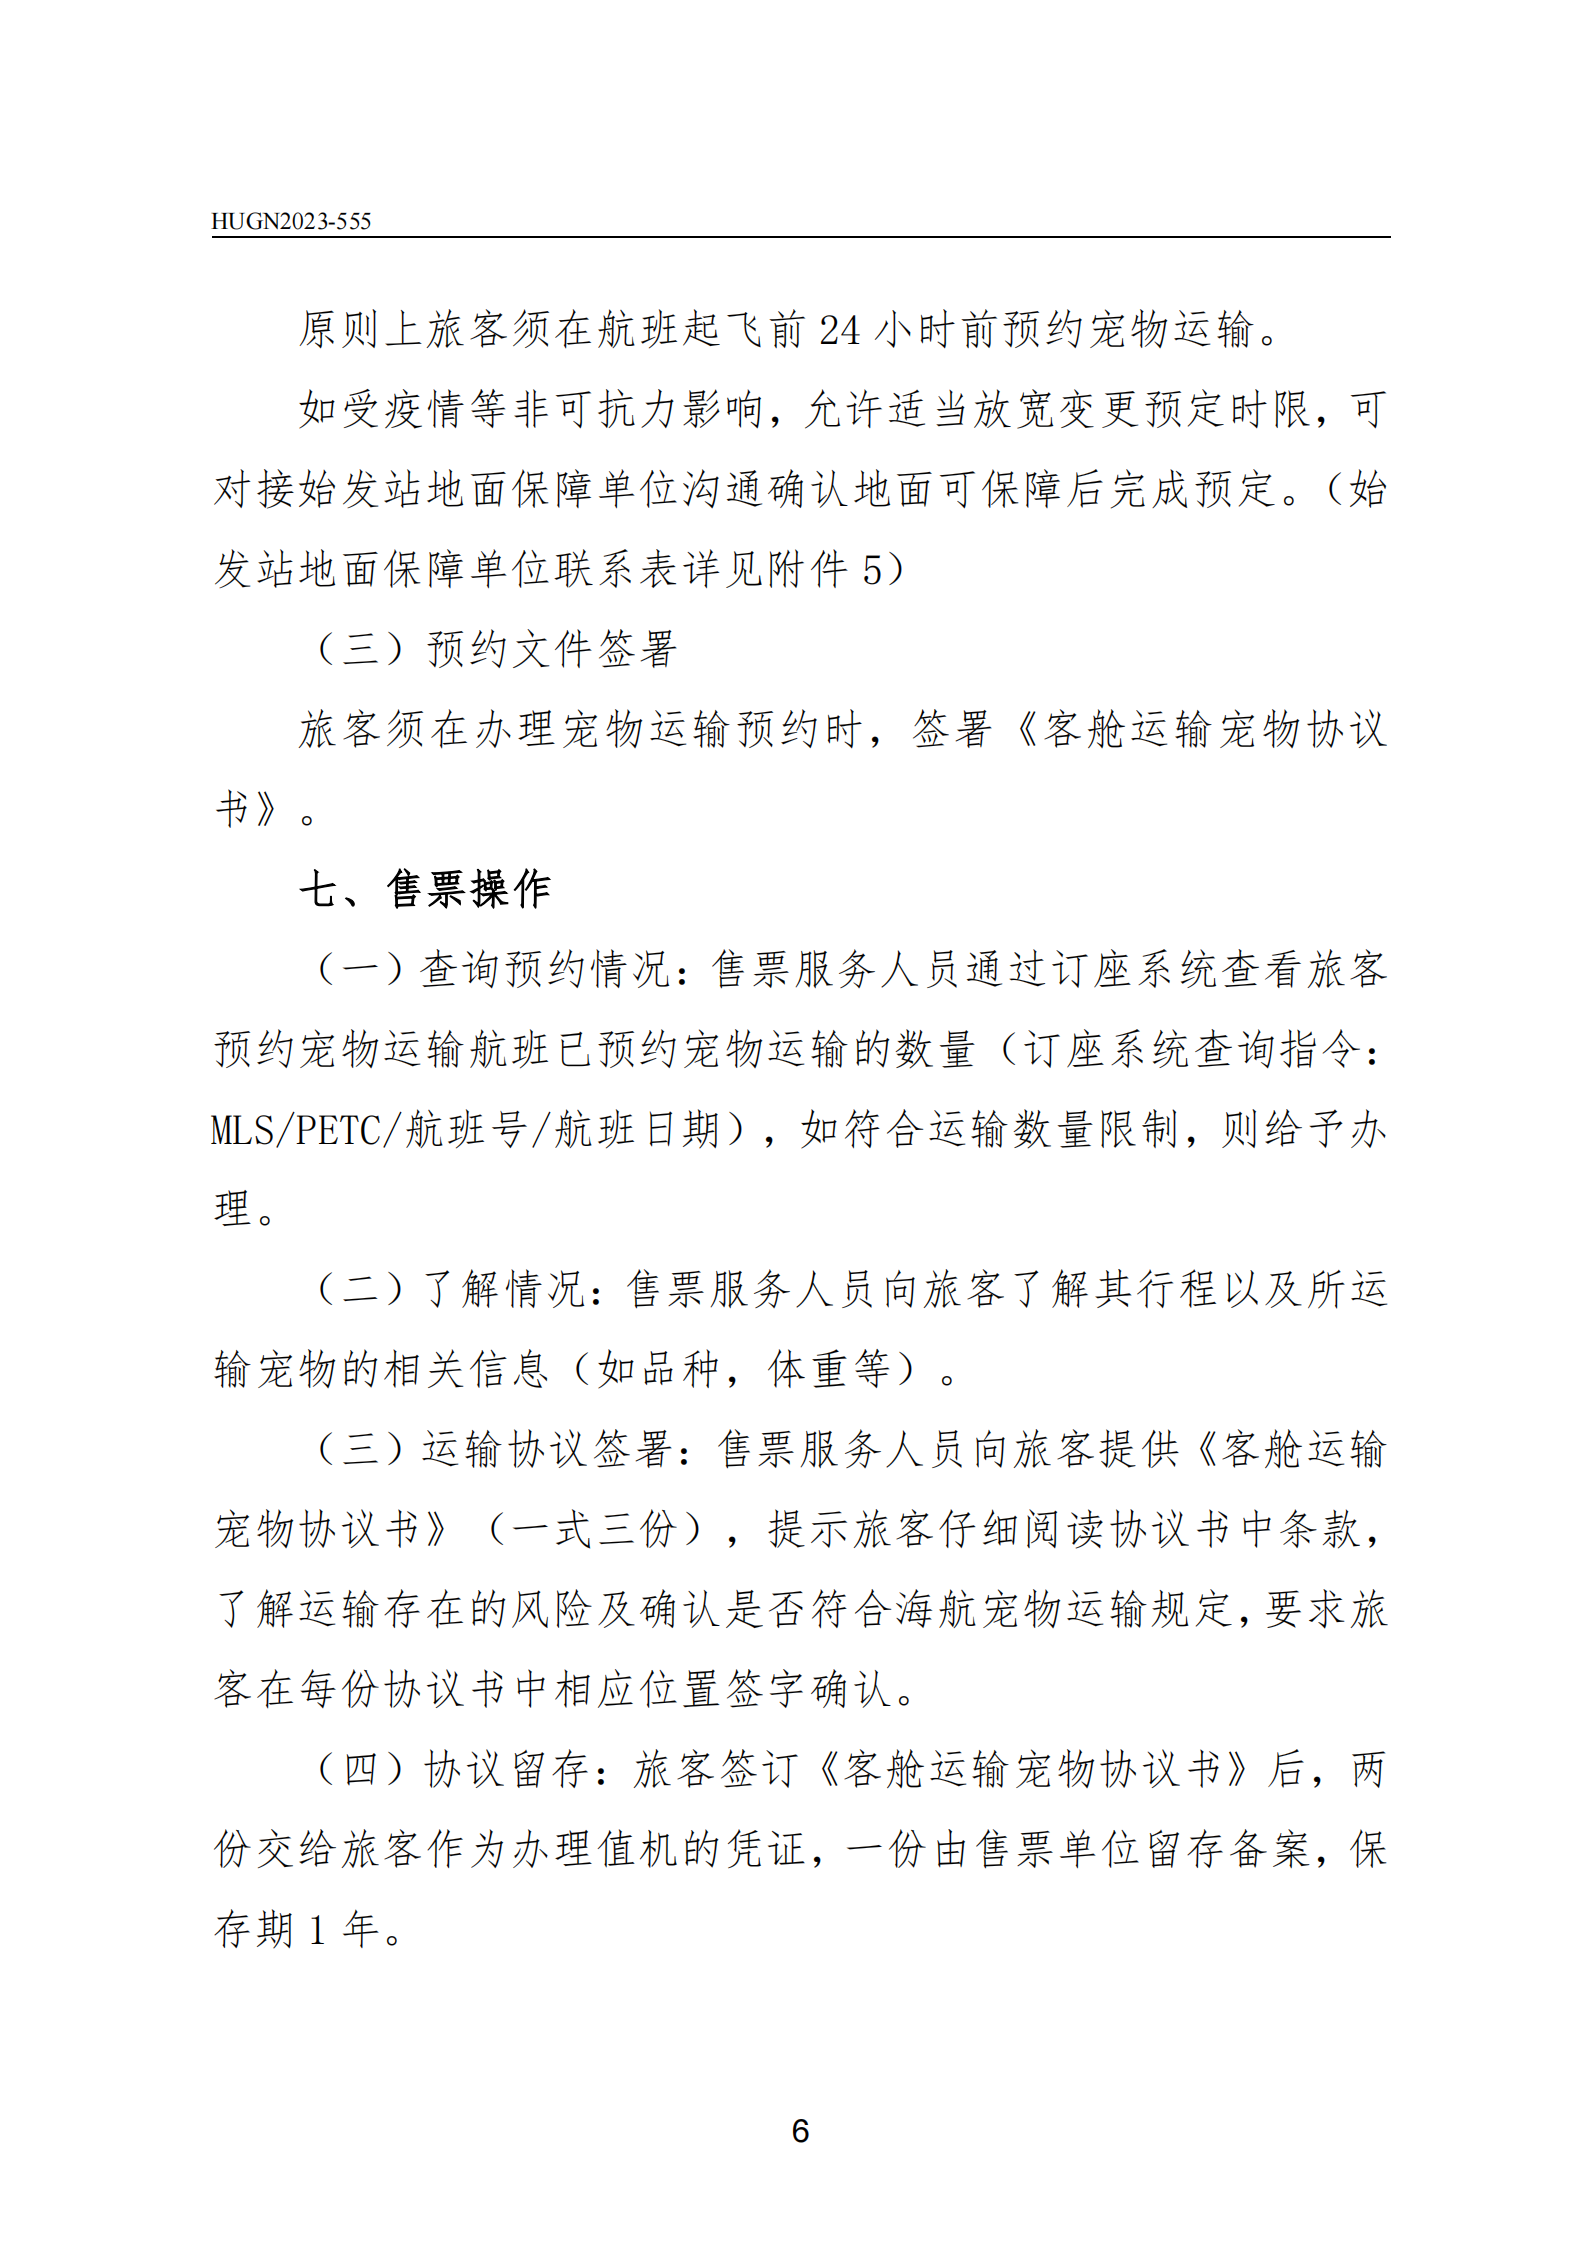 HUGN2023-555
原则上旅客须在航班起飞前 24 小时前预约宠物运输。
如受疫情等非可抗力影响，允许适当放宽变更预定时限，可
对接始发站地面保障单位沟通确认地面可保障后完成预定。（始
发站地面保障单位联系表详见附件 5）
（三）预约文件签署
旅客须在办理宠物运输预约时，签署《客舱运输宠物协议
书》。
七、售票操作
（一）查询预约情况：售票服务人员通过订座系统查看旅客
预约宠物运输航班已预约宠物运输的数量（订座系统查询指令：
MLS/PETC/航班号/航班日期），如符合运输数量限制，则给予办
理。
（二）了解情况：售票服务人员向旅客了解其行程以及所运
输宠物的相关信息（如品种，体重等）。
（三）运输协议签署：售票服务人员向旅客提供《客舱运输
宠物协议书》（一式三份），提示旅客仔细阅读协议书中条款，
了解运输存在的风险及确认是否符合海航宠物运输规定，要求旅
客在每份协议书中相应位置签字确认。
（四）协议留存：旅客签订《客舱运输宠物协议书》后，两
份交给旅客作为办理值机的凭证，一份由售票单位留存备案，保
存期 1 年。
6